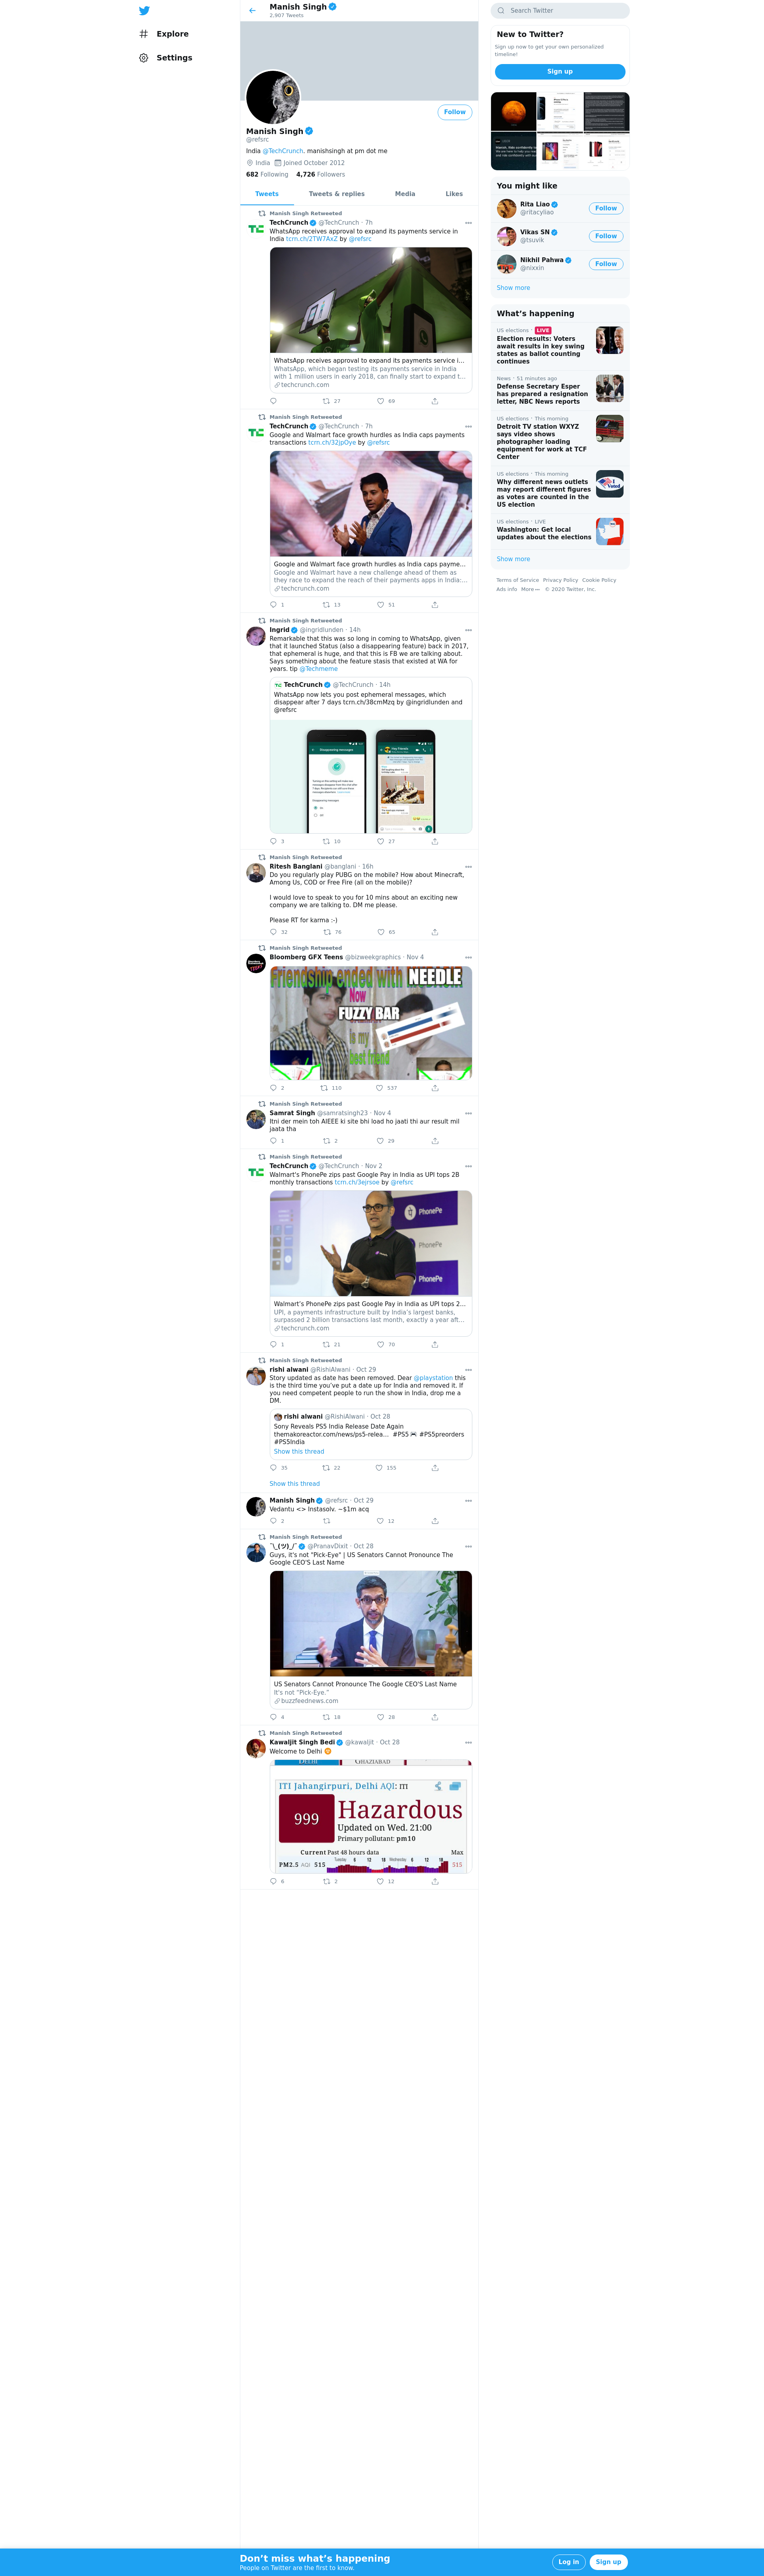 Explore
Settings
Manish Singh
2,907 Tweets
Follow
Manish Singh
@refsrc
India @TechCrunch. manishsingh at pm dot me
India Joined October 2012
682 Following 4,726 Followers
Tweets Tweets & replies Media Likes
Manish Singh Retweeted
TechCrunch @TechCrunch · 7h
WhatsApp receives approval to expand its payments service in
India tcrn.ch/2TW7AxZ by @refsrc
WhatsApp receives approval to expand its payments service i...
WhatsApp, which began testing its payments service in India
with 1 million users in early 2018, can finally start to expand t...
techcrunch.com
27 69
Manish Singh Retweeted
TechCrunch @TechCrunch · 7h
Google and Walmart face growth hurdles as India caps payments
transactions tcrn.ch/32JpOye by @refsrc
Google and Walmart face growth hurdles as India caps payme...
Google and Walmart have a new challenge ahead of them as
they race to expand the reach of their payments apps in India:...
techcrunch.com
1 13 51
Manish Singh Retweeted
Ingrid @ingridlunden · 14h
Remarkable that this was so long in coming to WhatsApp, given
that it launched Status (also a disappearing feature) back in 2017,
that ephemeral is huge, and that this is FB we are talking about.
Says something about the feature stasis that existed at WA for
years. tip @Techmeme
TechCrunch @TechCrunch · 14h
WhatsApp now lets you post ephemeral messages, which
disappear after 7 days tcrn.ch/38cmMzq by @ingridlunden and
@refsrc
3 10 27
Manish Singh Retweeted
Ritesh Banglani @banglani · 16h
Do you regularly play PUBG on the mobile? How about Minecraft,
Among Us, COD or Free Fire (all on the mobile)?
I would love to speak to you for 10 mins about an exciting new
company we are talking to. DM me please.
Please RT for karma :-)
32 76 65
Manish Singh Retweeted
Bloomberg GFX Teens @bizweekgraphics · Nov 4
Friendship ended with NEEDLE
Now
FUZZY BAR
is my
best friend
2 110 537
Manish Singh Retweeted
Samrat Singh @samratsingh23 · Nov 4
Itni der mein toh AIEEE ki site bhi load ho jaati thi aur result mil
jaata tha
1 2 29
Manish Singh Retweeted
TechCrunch @TechCrunch · Nov 2
Walmart's PhonePe zips past Google Pay in India as UPI tops 2B
monthly transactions tcrn.ch/3ejrsoe by @refsrc
PhonePe
PhonePe
PhonePe
Walmart's PhonePe zips past Google Pay in India as UPI tops 2...
UPI, a payments infrastructure built by India's largest banks,
surpassed 2 billion transactions last month, exactly a year aft...
techcrunch.com
1 21 70
Manish Singh Retweeted
rishi alwani @RishiAlwani · Oct 29
Story updated as date has been removed. Dear @playstation this
is the third time you've put a date up for India and removed it. If
you need competent people to run the show in India, drop me a
DM.
rishi alwani @RishiAlwani · Oct 28
Sony Reveals PS5 India Release Date Again
themakoreactor.com/news/ps5-relea... #PS5 #PS5preorders
#PS5India
Show this thread
35 22 155
Show this thread
Manish Singh @refsrc · Oct 29
Vedantu <> Instasolv. ~$1m acq
2 12
Manish Singh Retweeted
¯\_(ツ)_/¯ @PranavDixit · Oct 28
Guys, it's not "Pick-Eye" | US Senators Cannot Pronounce The
Google CEO'S Last Name
US Senators Cannot Pronounce The Google CEO'S Last Name
It's not "Pick-Eye."
buzzfeednews.com
4 18 28
Manish Singh Retweeted
Kawaljit Singh Bedi @kawaljit · Oct 28
Welcome to Delhi
DELHI GHAZIABAD
ITI Jahangirpuri, Delhi AQI: ITI
999
Hazardous
Updated on Wed. 21:00
Primary pollutant: pm10
Current Past 48 hours data Max
Tuesday 6 12 18 Wednesday 6 12 18
PM2.5 AQI 515 515
6 2 12
Search Twitter
New to Twitter?
Sign up now to get your own personalized
timeline!
Sign up
You might like
Rita Liao
@ritacyliao
Follow
Vikas SN
@tsuvik
Follow
Nikhil Pahwa
@nixxin
Follow
Show more
What's happening
US elections · LIVE
Election results: Voters
await results in key swing
states as ballot counting
continues
News · 51 minutes ago
Defense Secretary Esper
has prepared a resignation
letter, NBC News reports
US elections · This morning
Detroit TV station WXYZ
says video shows
photographer loading
equipment for work at TCF
Center
US elections · This morning
Why different news outlets
may report different figures
as votes are counted in the
US election
I
Voted
US elections · LIVE
Washington: Get local
updates about the elections
Show more
Terms of Service Privacy Policy Cookie Policy
Ads info More © 2020 Twitter, Inc.
Don't miss what's happening
People on Twitter are the first to know.
Log in
Sign up